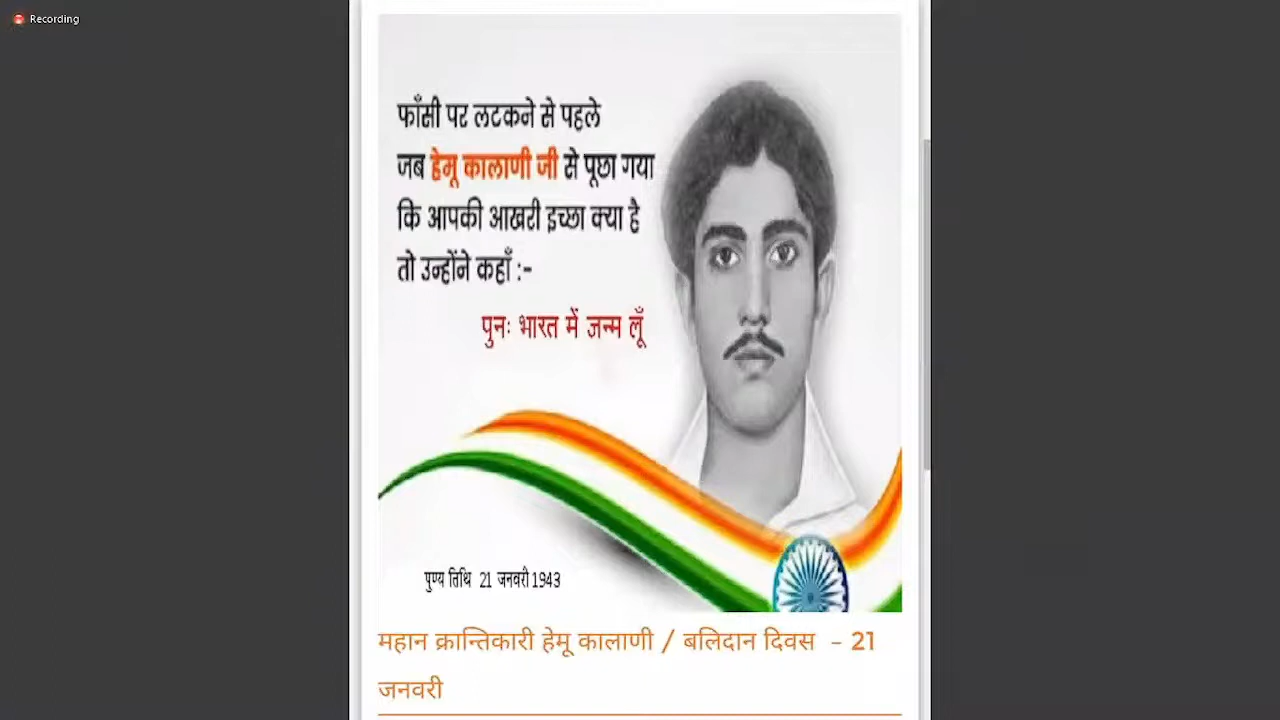 Recording
फाँसी पर लटकने से पहले
जब हेमू कालाणी जी से पूछा गया
कि आपकी आखरी इच्छा क्या है
तो उन्होंने कहाँ :-
पुनः भारत में जन्म लूँ
पुण्य तिथि 21 जनवरी 1943
महान क्रान्तिकारी हेमू कालाणी / बलिदान दिवस – 21
जनवरी